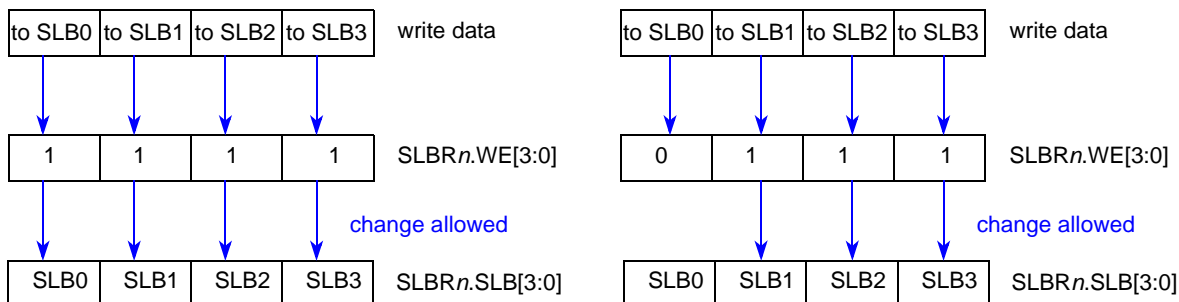 to SLB0 to SLB1 to SLB2 to SLB3 write data to SLB0 to SLB1 to SLB2 to SLB3 write data
1 1 1 1 SLBRn.WE[3:0] 0 1 1 1 SLBRn.WE[3:0]
change allowed change allowed
SLB0 SLB1 SLB2 SLB3 SLBRn.SLB[3:0] SLB0 SLB1 SLB2 SLB3 SLBRn.SLB[3:0]